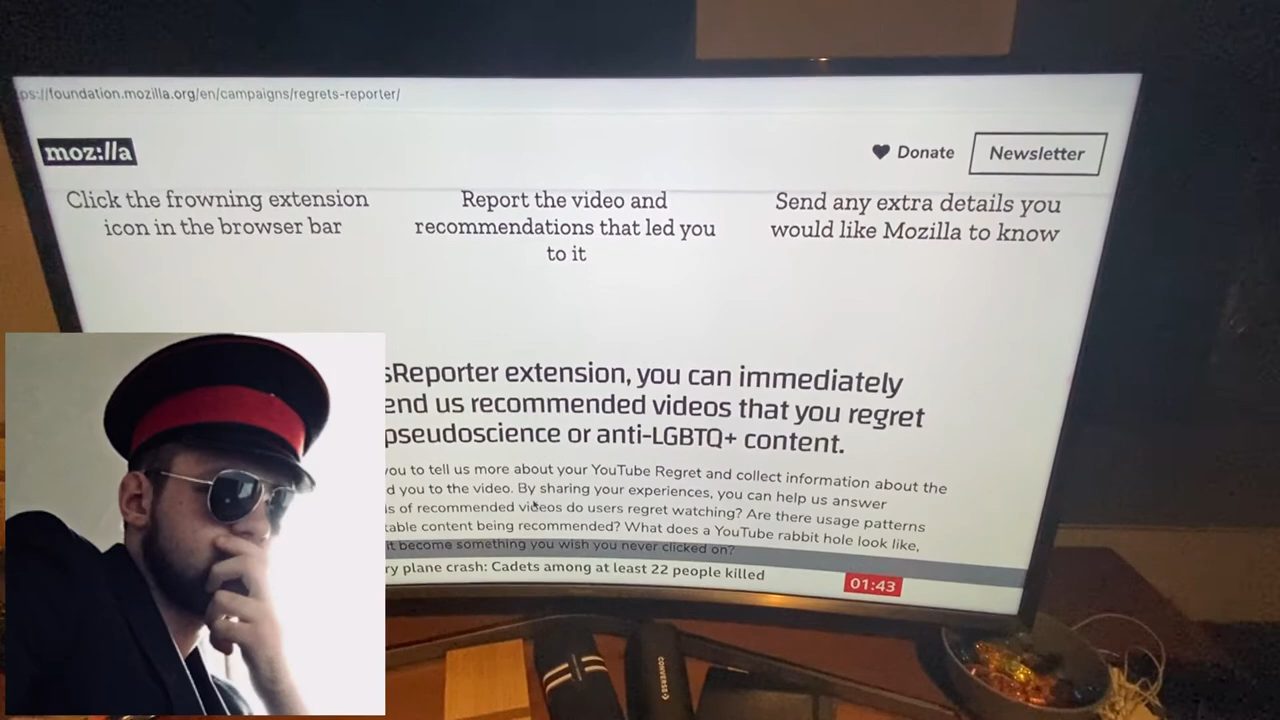 ps://foundation.mozilla.org/en/campaigns/regrets-reporter/
moz://a
Donate
Newsletter
Click the frowning extension
icon in the browser bar
Report the video and
recommendations that led you
to it
Send any extra details you
would like Mozilla to know
sReporter extension, you can immediately
end us recommended videos that you regret
pseudoscience or anti-LGBTQ+ content.
you to tell us more about your YouTube Regret and collect information about the
d you to the video. By sharing your experiences, you can help us answer
is of recommended videos do users regret watching? Are there usage patterns
table content being recommended? What does a YouTube rabbit hole look like,
it become something you wish you never clicked on?
ry plane crash: Cadets among at least 22 people killed
01:43
CONVERSE